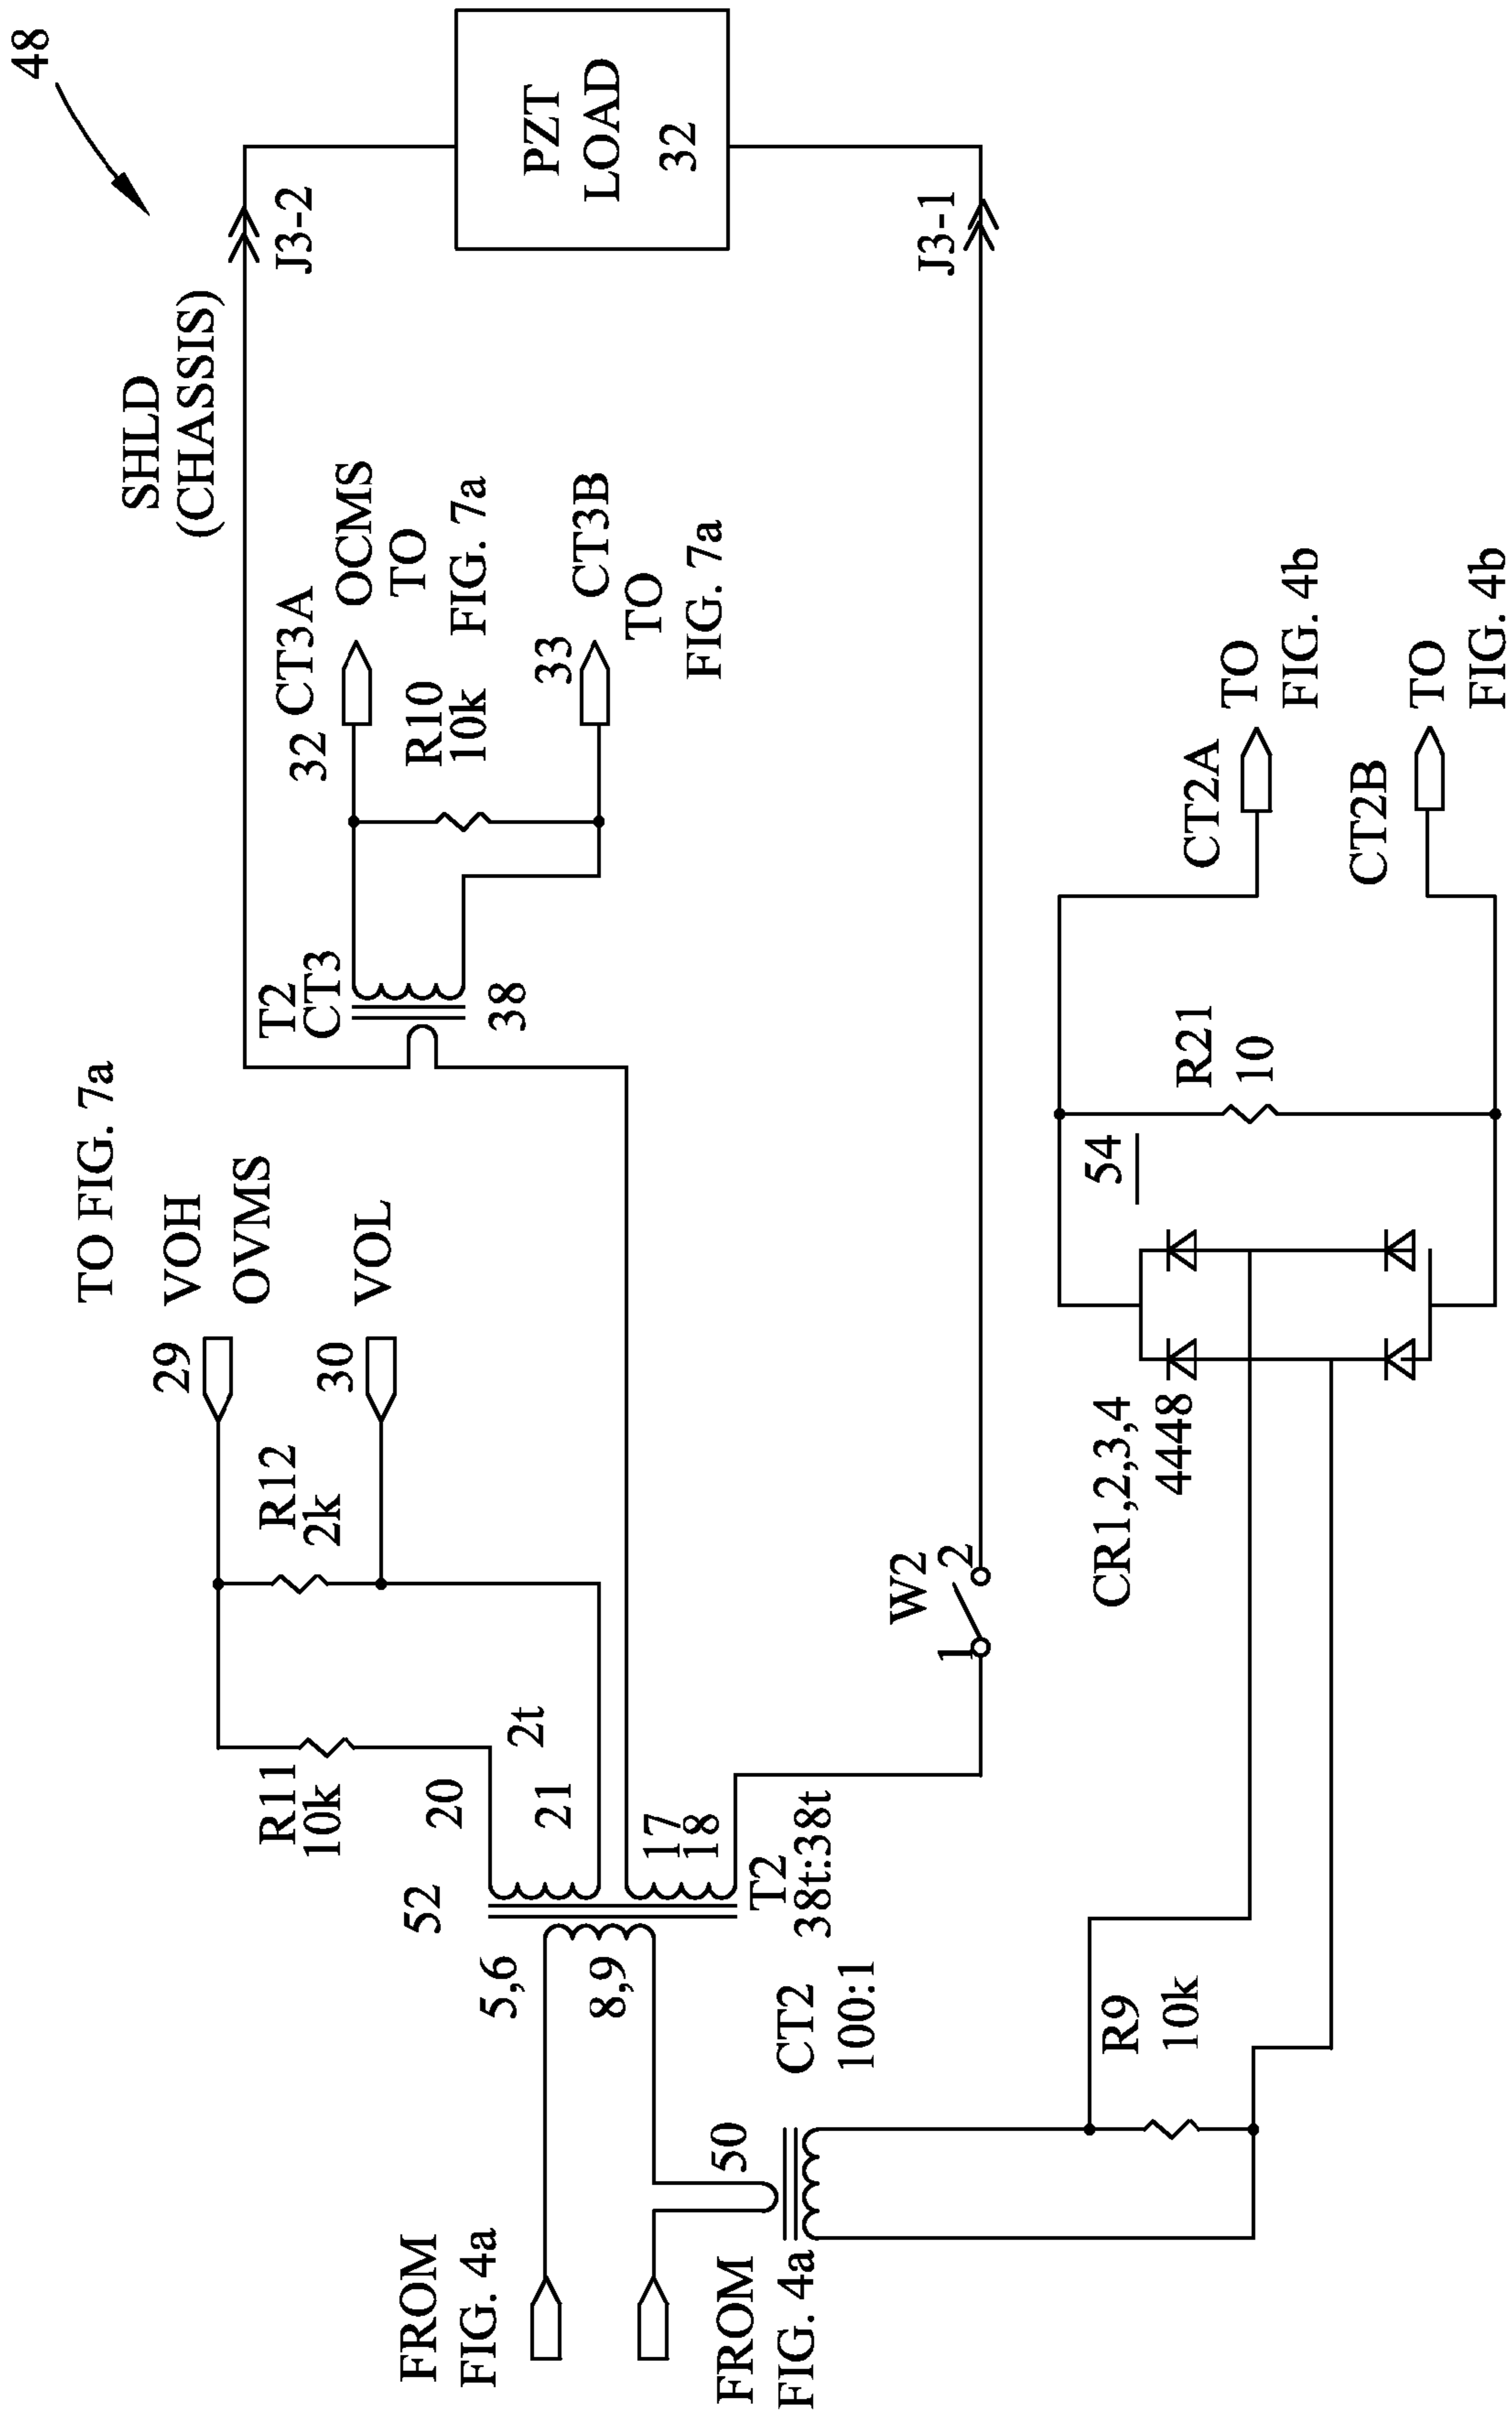 48
SHLD
(CHASSIS)
J3-2
PZT
LOAD
32
J3-1
TO FIG. 7a
VOH
OVMS
VOL
29
30
R12
2k
R11
10k
T2
CT3
38
32 CT3A
OCMS
TO
FIG. 7a
R10
10k
33 CT3B
TO
FIG. 7a
52
20
21
2t
5,6
8,9
17
18
T2
38t:38t
W2
1
2
FROM
FIG. 4a
FROM
FIG. 4a
50
CT2
100:1
R9
10k
CR1,2,3,4
4448
54
R21
10
CT2A
TO
FIG. 4b
CT2B
TO
FIG. 4b